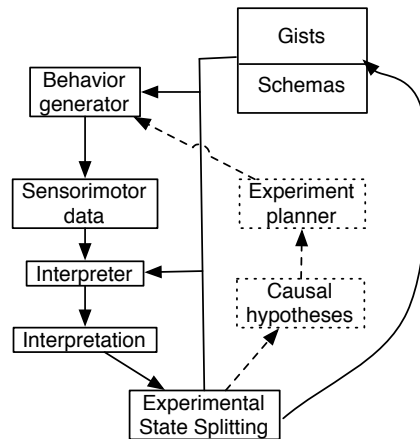 Gists
Schemas
Behavior
generator
Sensorimotor
data
Experiment
planner
Interpreter
Causal
hypotheses
Interpretation
Experimental
State Splitting